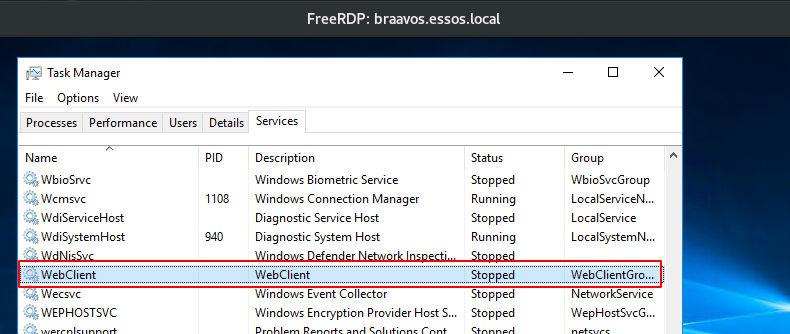 FreeRDP: braavos.essos.local
Task Manager
File Options View
Processes Performance Users Details Services
Name PID Description Status Group
WbioSrvc Windows Biometric Service Stopped WbioSvcGroup
Wcmsvc 1108 Windows Connection Manager Running LocalServiceN...
WdiServiceHost Diagnostic Service Host Stopped LocalService
WdiSystemHost 940 Diagnostic System Host Running LocalSystemN...
WdNisSvc Windows Defender Network Inspecti... Stopped
WebClient WebClient Stopped WebClientGro...
Wecsvc Windows Event Collector Stopped NetworkService
WEPHOSTSVC Windows Encryption Provider Host S... Stopped WepHostSvcG...
wercplsupport Problem Reports and Solutions Cont... Stopped netsvcs